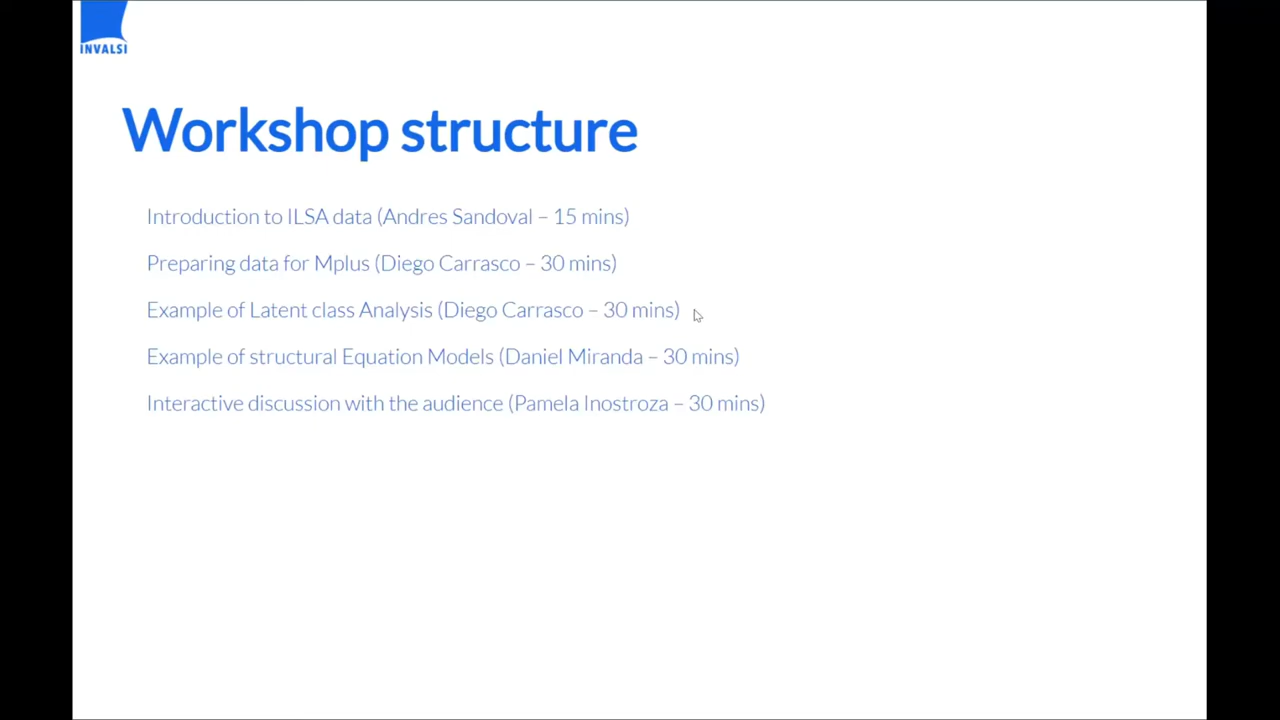 INVALSI
Workshop structure
Introduction to ILSA data (Andres Sandoval – 15 mins)
Preparing data for Mplus (Diego Carrasco – 30 mins)
Example of Latent class Analysis (Diego Carrasco – 30 mins)
Example of structural Equation Models (Daniel Miranda – 30 mins)
Interactive discussion with the audience (Pamela Inostroza – 30 mins)